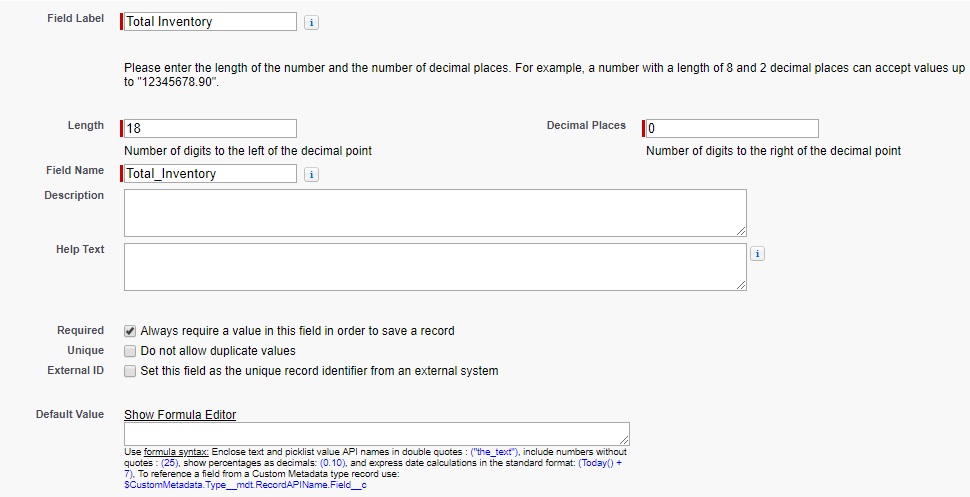 Field Label Total Inventory i
Please enter the length of the number and the number of decimal places. For example, a number with a length of 8 and 2 decimal places can accept values up
to "12345678.90".
Length 18 Decimal Places 0
Number of digits to the left of the decimal point Number of digits to the right of the decimal point
Field Name Total_Inventory i
Description
Help Text i
Required Always require a value in this field in order to save a record
Unique Do not allow duplicate values
External ID Set this field as the unique record identifier from an external system
Default Value Show Formula Editor
Use formula syntax: Enclose text and picklist value API names in double quotes : ("the_text"), include numbers without
quotes : (25), show percentages as decimals: (0.10), and express date calculations in the standard format: (Today() +
7), To reference a field from a Custom Metadata type record use:
$CustomMetadata.Type__mdt.RecordAPIName.Field__c